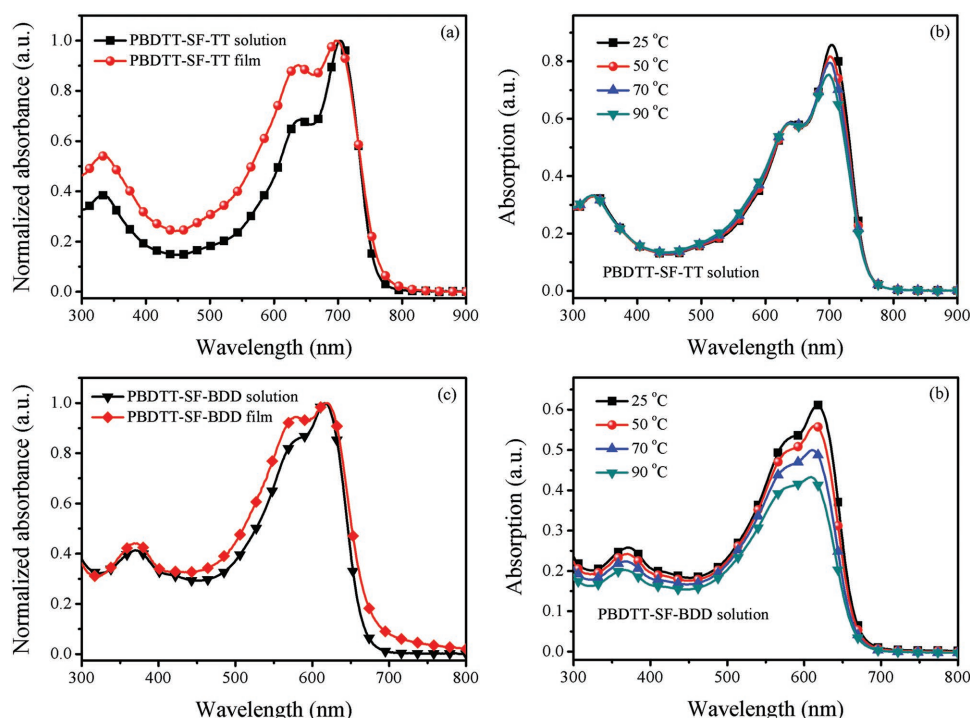 (a)
PBDTT-SF-TT solution
PBDTT-SF-TT film
1.0
0.8
0.6
0.4
0.2
0.0
Normalized absorbance (a.u.)
300 400 500 600 700 800 900
Wavelength (nm)
(b)
25 °C
50 °C
70 °C
90 °C
0.8
0.6
0.4
0.2
0.0
Absorption (a.u.)
PBDTT-SF-TT solution
300 400 500 600 700 800 900
Wavelength (nm)
(c)
PBDTT-SF-BDD solution
PBDTT-SF-BDD film
1.0
0.8
0.6
0.4
0.2
0.0
Normalized absorbance (a.u.)
300 400 500 600 700 800
Wavelength (nm)
(b)
25 °C
50 °C
70 °C
90 °C
0.6
0.5
0.4
0.3
0.2
0.1
0.0
Absorption (a.u.)
PBDTT-SF-BDD solution
300 400 500 600 700 800
Wavelength (nm)